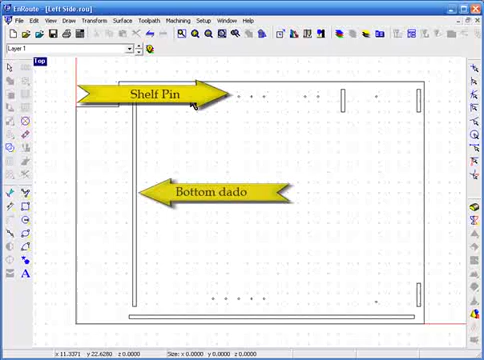 EnRoute - [Left Side.rou]
File Edit View Draw Transform Surface Toolpath Machining Setup Window Help
Layer 1
Top
Shelf Pin
Bottom dado
x 11.3371 y 22.6280 z 0.0000 Size: x 0.0000 y 0.0000 z 0.0000